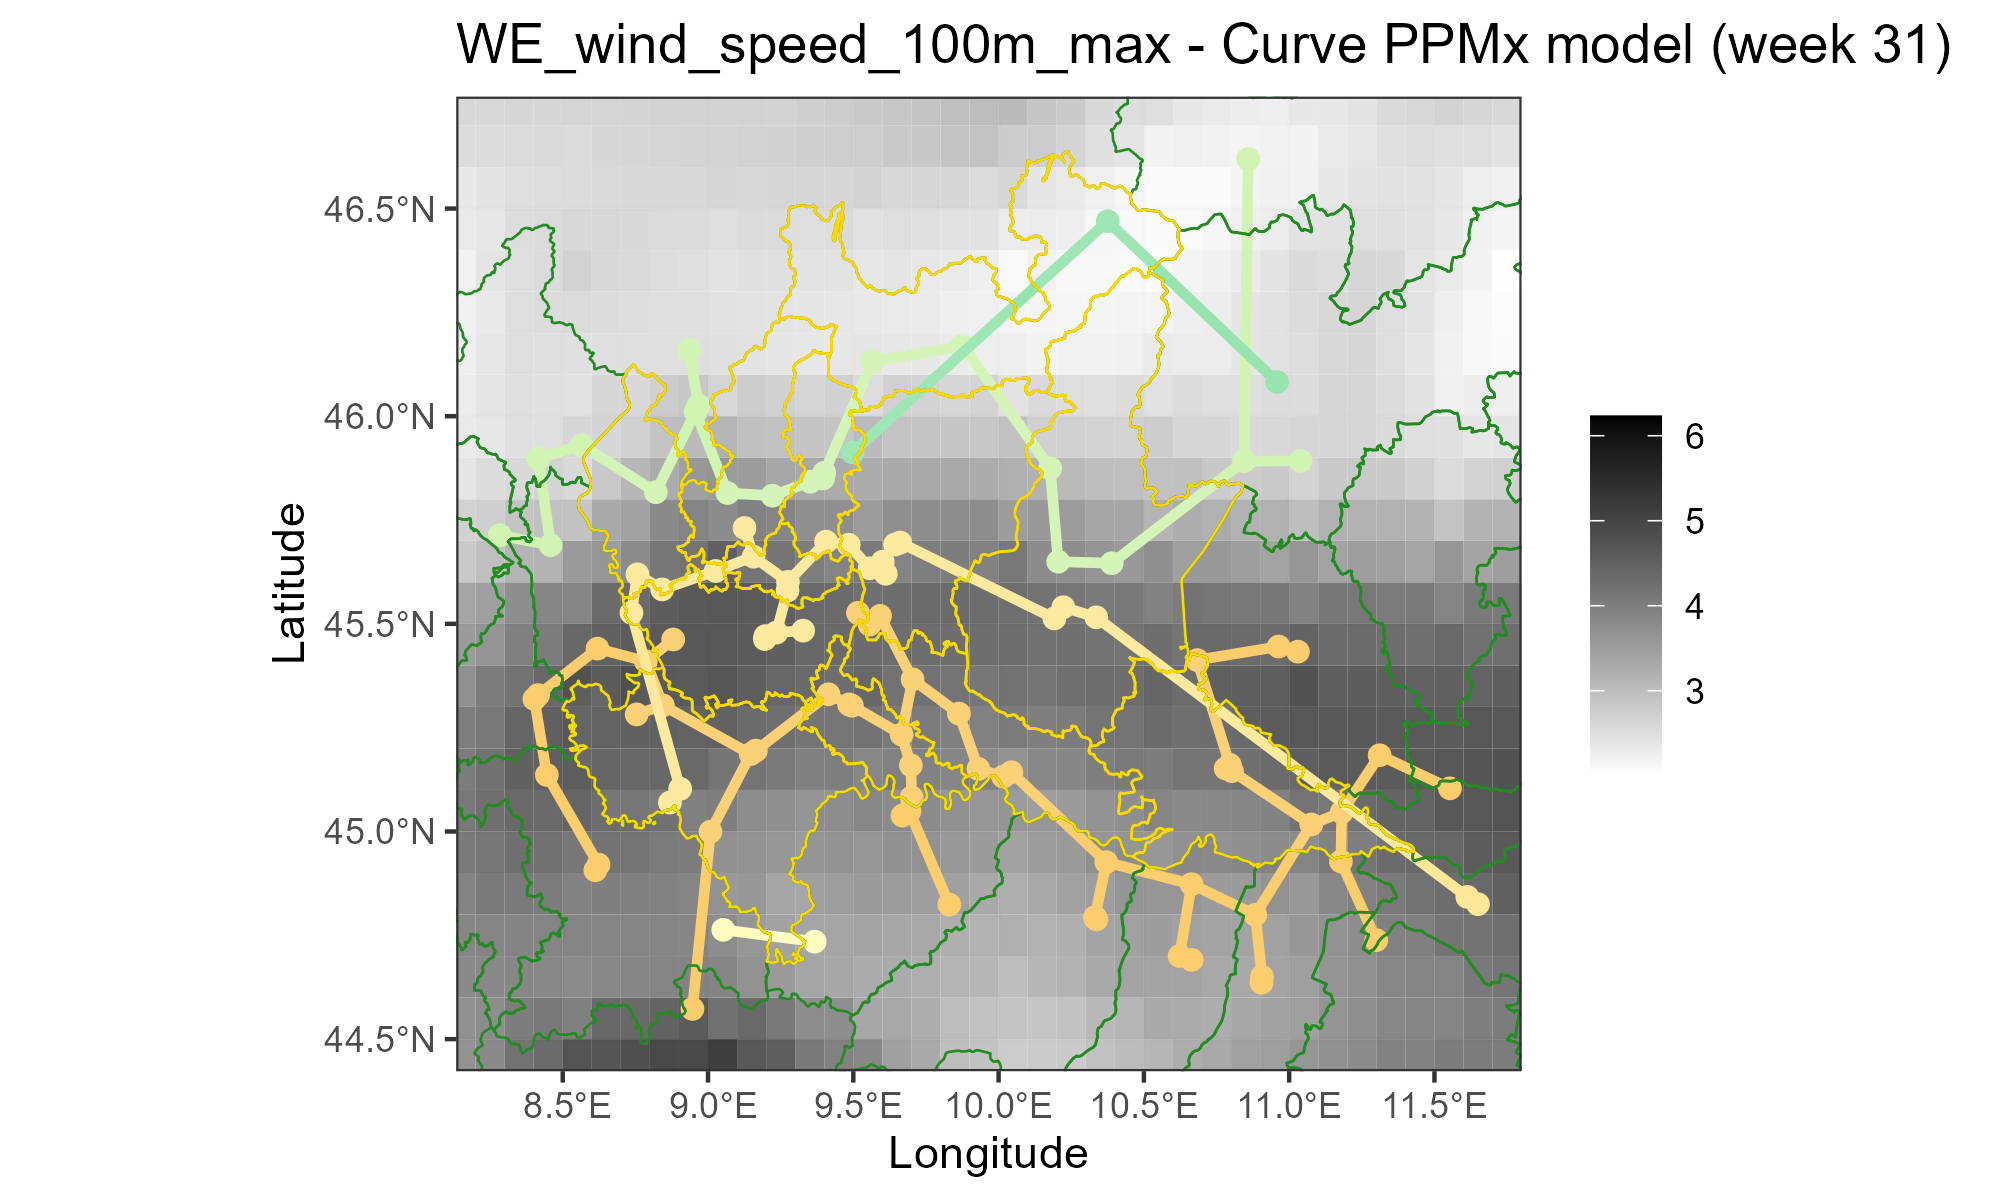 WE_wind_speed_100m_max - Curve PPMx model (week 31)
Latitude
46.5°N
46.0°N
45.5°N
45.0°N
44.5°N
8.5°E
9.0°E
9.5°E
10.0°E
10.5°E
11.0°E
11.5°E
Longitude
6
5
4
3